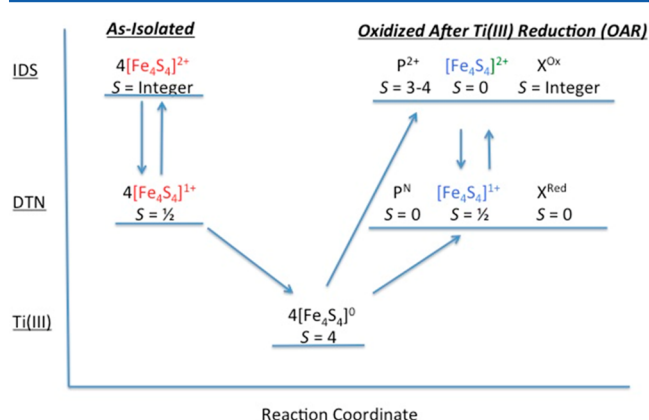 As-Isolated
Oxidized After Ti(III) Reduction (OAR)
IDS
4[Fe₄S₄]²⁺
S = Integer
P²⁺ [Fe₄S₄]²⁺ Xᴼˣ
S = 3-4 S = 0 S = Integer
DTN
4[Fe₄S₄]¹⁺
S = ½
Pᴺ [Fe₄S₄]¹⁺ Xᴿᵉᵈ
S = 0 S = ½ S = 0
Ti(III)
4[Fe₄S₄]⁰
S = 4
Reaction Coordinate